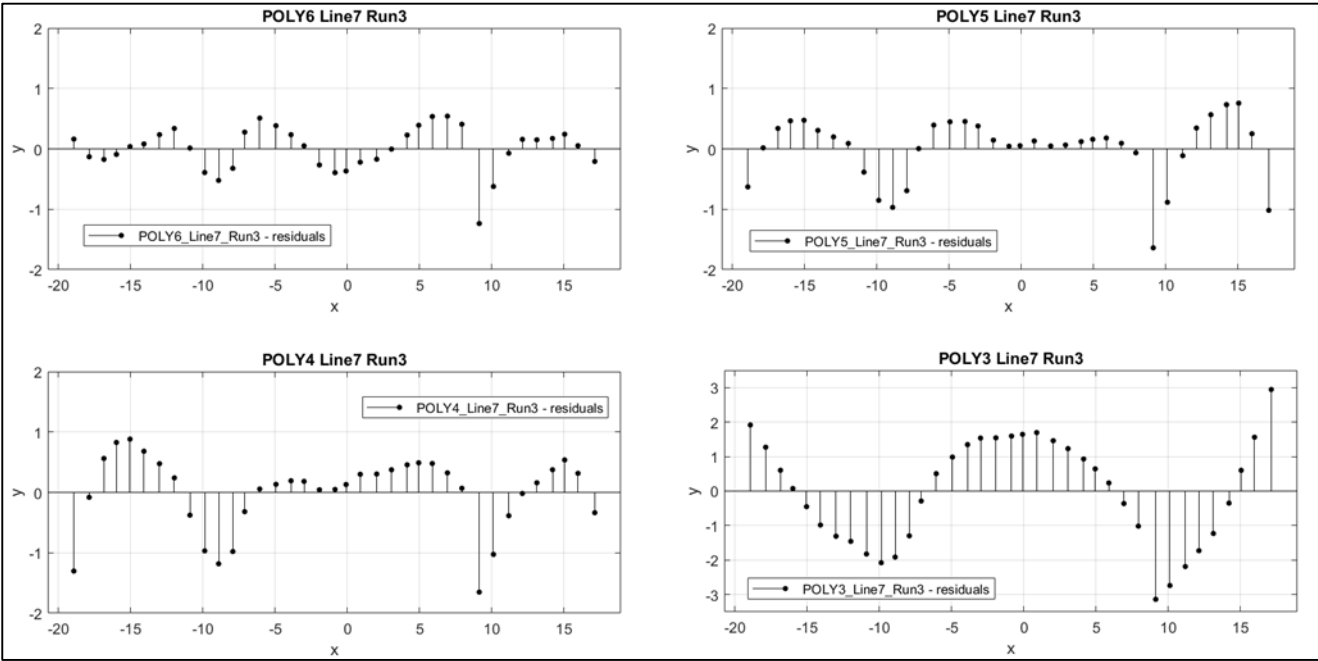 POLY6 Line7 Run3
2
1
0
-1
-2
y
POLY6_Line7_Run3 - residuals
-20 -15 -10 -5 0 5 10 15
x
POLY5 Line7 Run3
2
1
0
-1
-2
y
POLY5_Line7_Run3 - residuals
-20 -15 -10 -5 0 5 10 15
x
POLY4 Line7 Run3
2
1
0
-1
-2
y
POLY4_Line7_Run3 - residuals
-20 -15 -10 -5 0 5 10 15
x
POLY3 Line7 Run3
3
2
1
0
-1
-2
-3
y
POLY3_Line7_Run3 - residuals
-20 -15 -10 -5 0 5 10 15
x